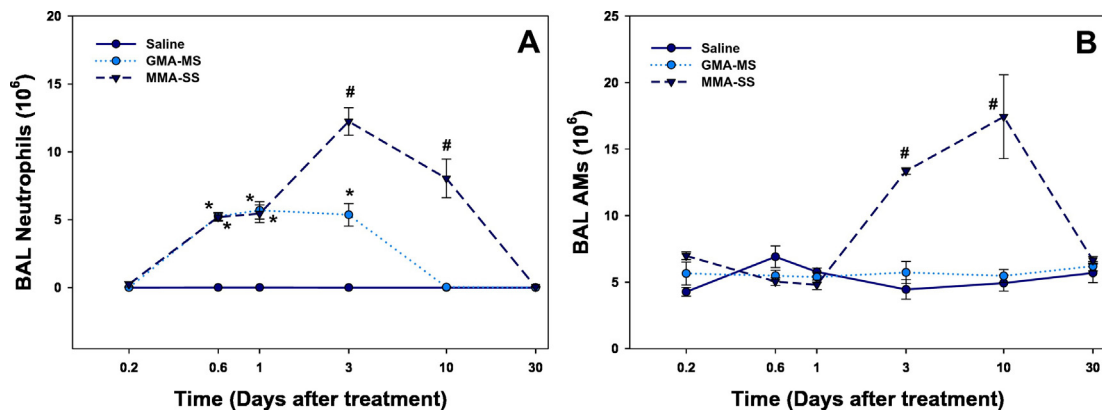 A
Saline
GMA-MS
MMA-SS
BAL Neutrophils (10⁶)
20
15
10
5
0
*
*
*
*
*
#
#
0.2 0.6 1 3 10 30
Time (Days after treatment)
B
Saline
GMA-MS
MMA-SS
BAL AMs (10⁶)
25
20
15
10
5
0
#
#
0.2 0.6 1 3 10 30
Time (Days after treatment)